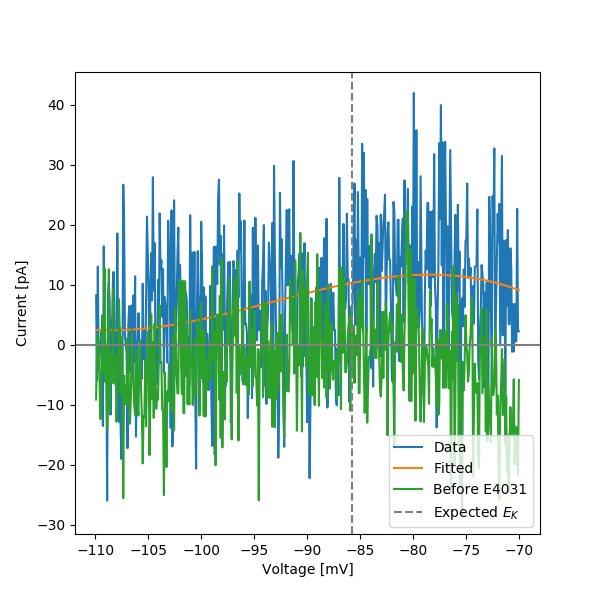 40
30
20
10
0
−10
−20
−30
Current [pA]
Data
Fitted
Before E4031
Expected E_K
−110 −105 −100 −95 −90 −85 −80 −75 −70
Voltage [mV]